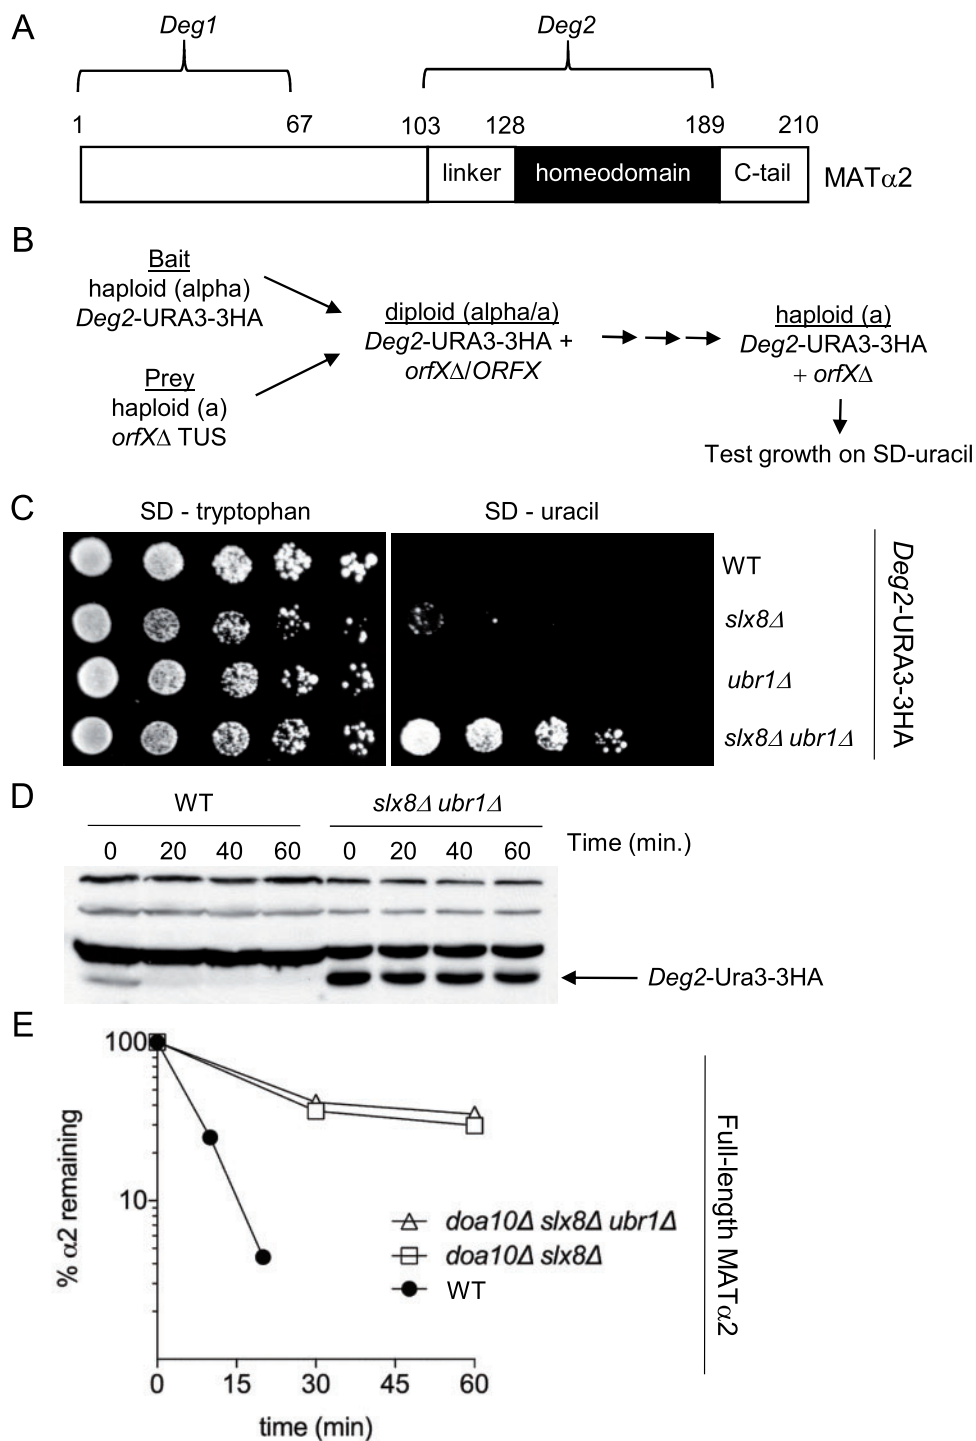 A
Deg1 Deg2
1 67 103 128 189 210
linker homeodomain C-tail MATα2
B
Bait
haploid (alpha)
Deg2-URA3-3HA
Prey
haploid (a)
orfXΔ TUS
diploid (alpha/a)
Deg2-URA3-3HA +
orfXΔ/ORFX
haploid (a)
Deg2-URA3-3HA
+ orfXΔ
Test growth on SD-uracil
C
SD - tryptophan SD - uracil
WT
slx8Δ
ubr1Δ
slx8Δ ubr1Δ
Deg2-URA3-3HA
D
WT slx8Δ ubr1Δ
0 20 40 60 0 20 40 60 Time (min.)
Deg2-Ura3-3HA
E
100
10
% α2 remaining
doa10Δ slx8Δ ubr1Δ
doa10Δ slx8Δ
WT
0 15 30 45 60
time (min)
Full-length MATα2